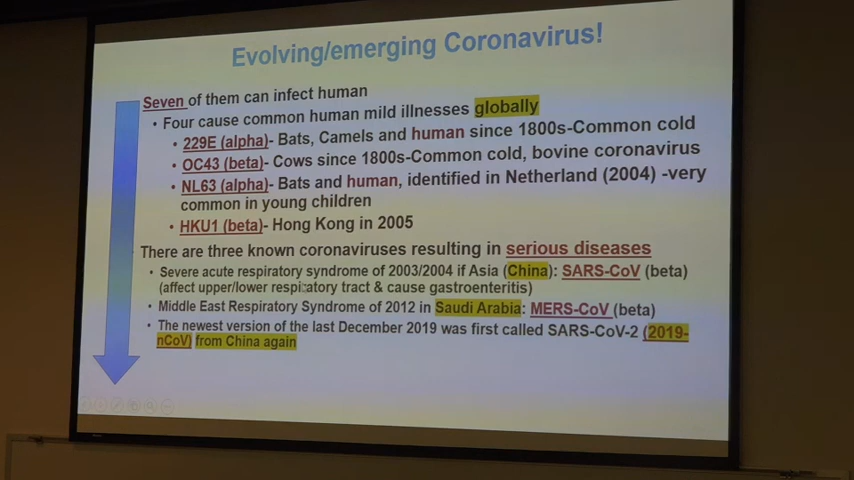 Evolving/emerging Coronavirus!
Seven of them can infect human
• Four cause common human mild illnesses globally
• 229E (alpha)- Bats, Camels and human since 1800s-Common cold
• OC43 (beta)- Cows since 1800s-Common cold, bovine coronavirus
• NL63 (alpha)- Bats and human, identified in Netherland (2004) -very
common in young children
• HKU1 (beta)- Hong Kong in 2005
There are three known coronaviruses resulting in serious diseases
• Severe acute respiratory syndrome of 2003/2004 if Asia (China): SARS-CoV (beta)
(affect upper/lower respiratory tract & cause gastroenteritis)
• Middle East Respiratory Syndrome of 2012 in Saudi Arabia: MERS-CoV (beta)
• The newest version of the last December 2019 was first called SARS-CoV-2 (2019-
nCoV) from China again